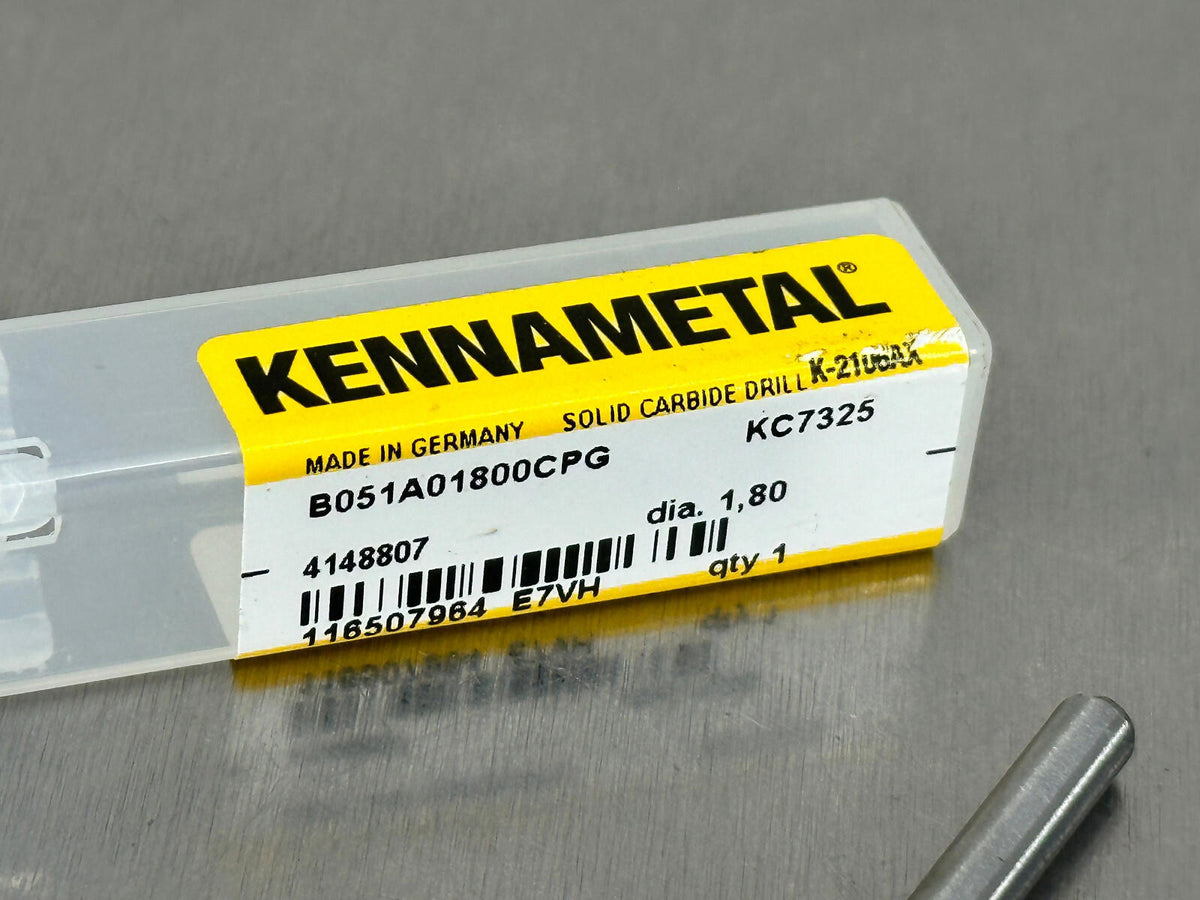 KENNAMETAL®
MADE IN GERMANY SOLID CARBIDE DRILL
B051A01800CPG KC7325
4148807 dia. 1,80
116507964 E7VH qty 1